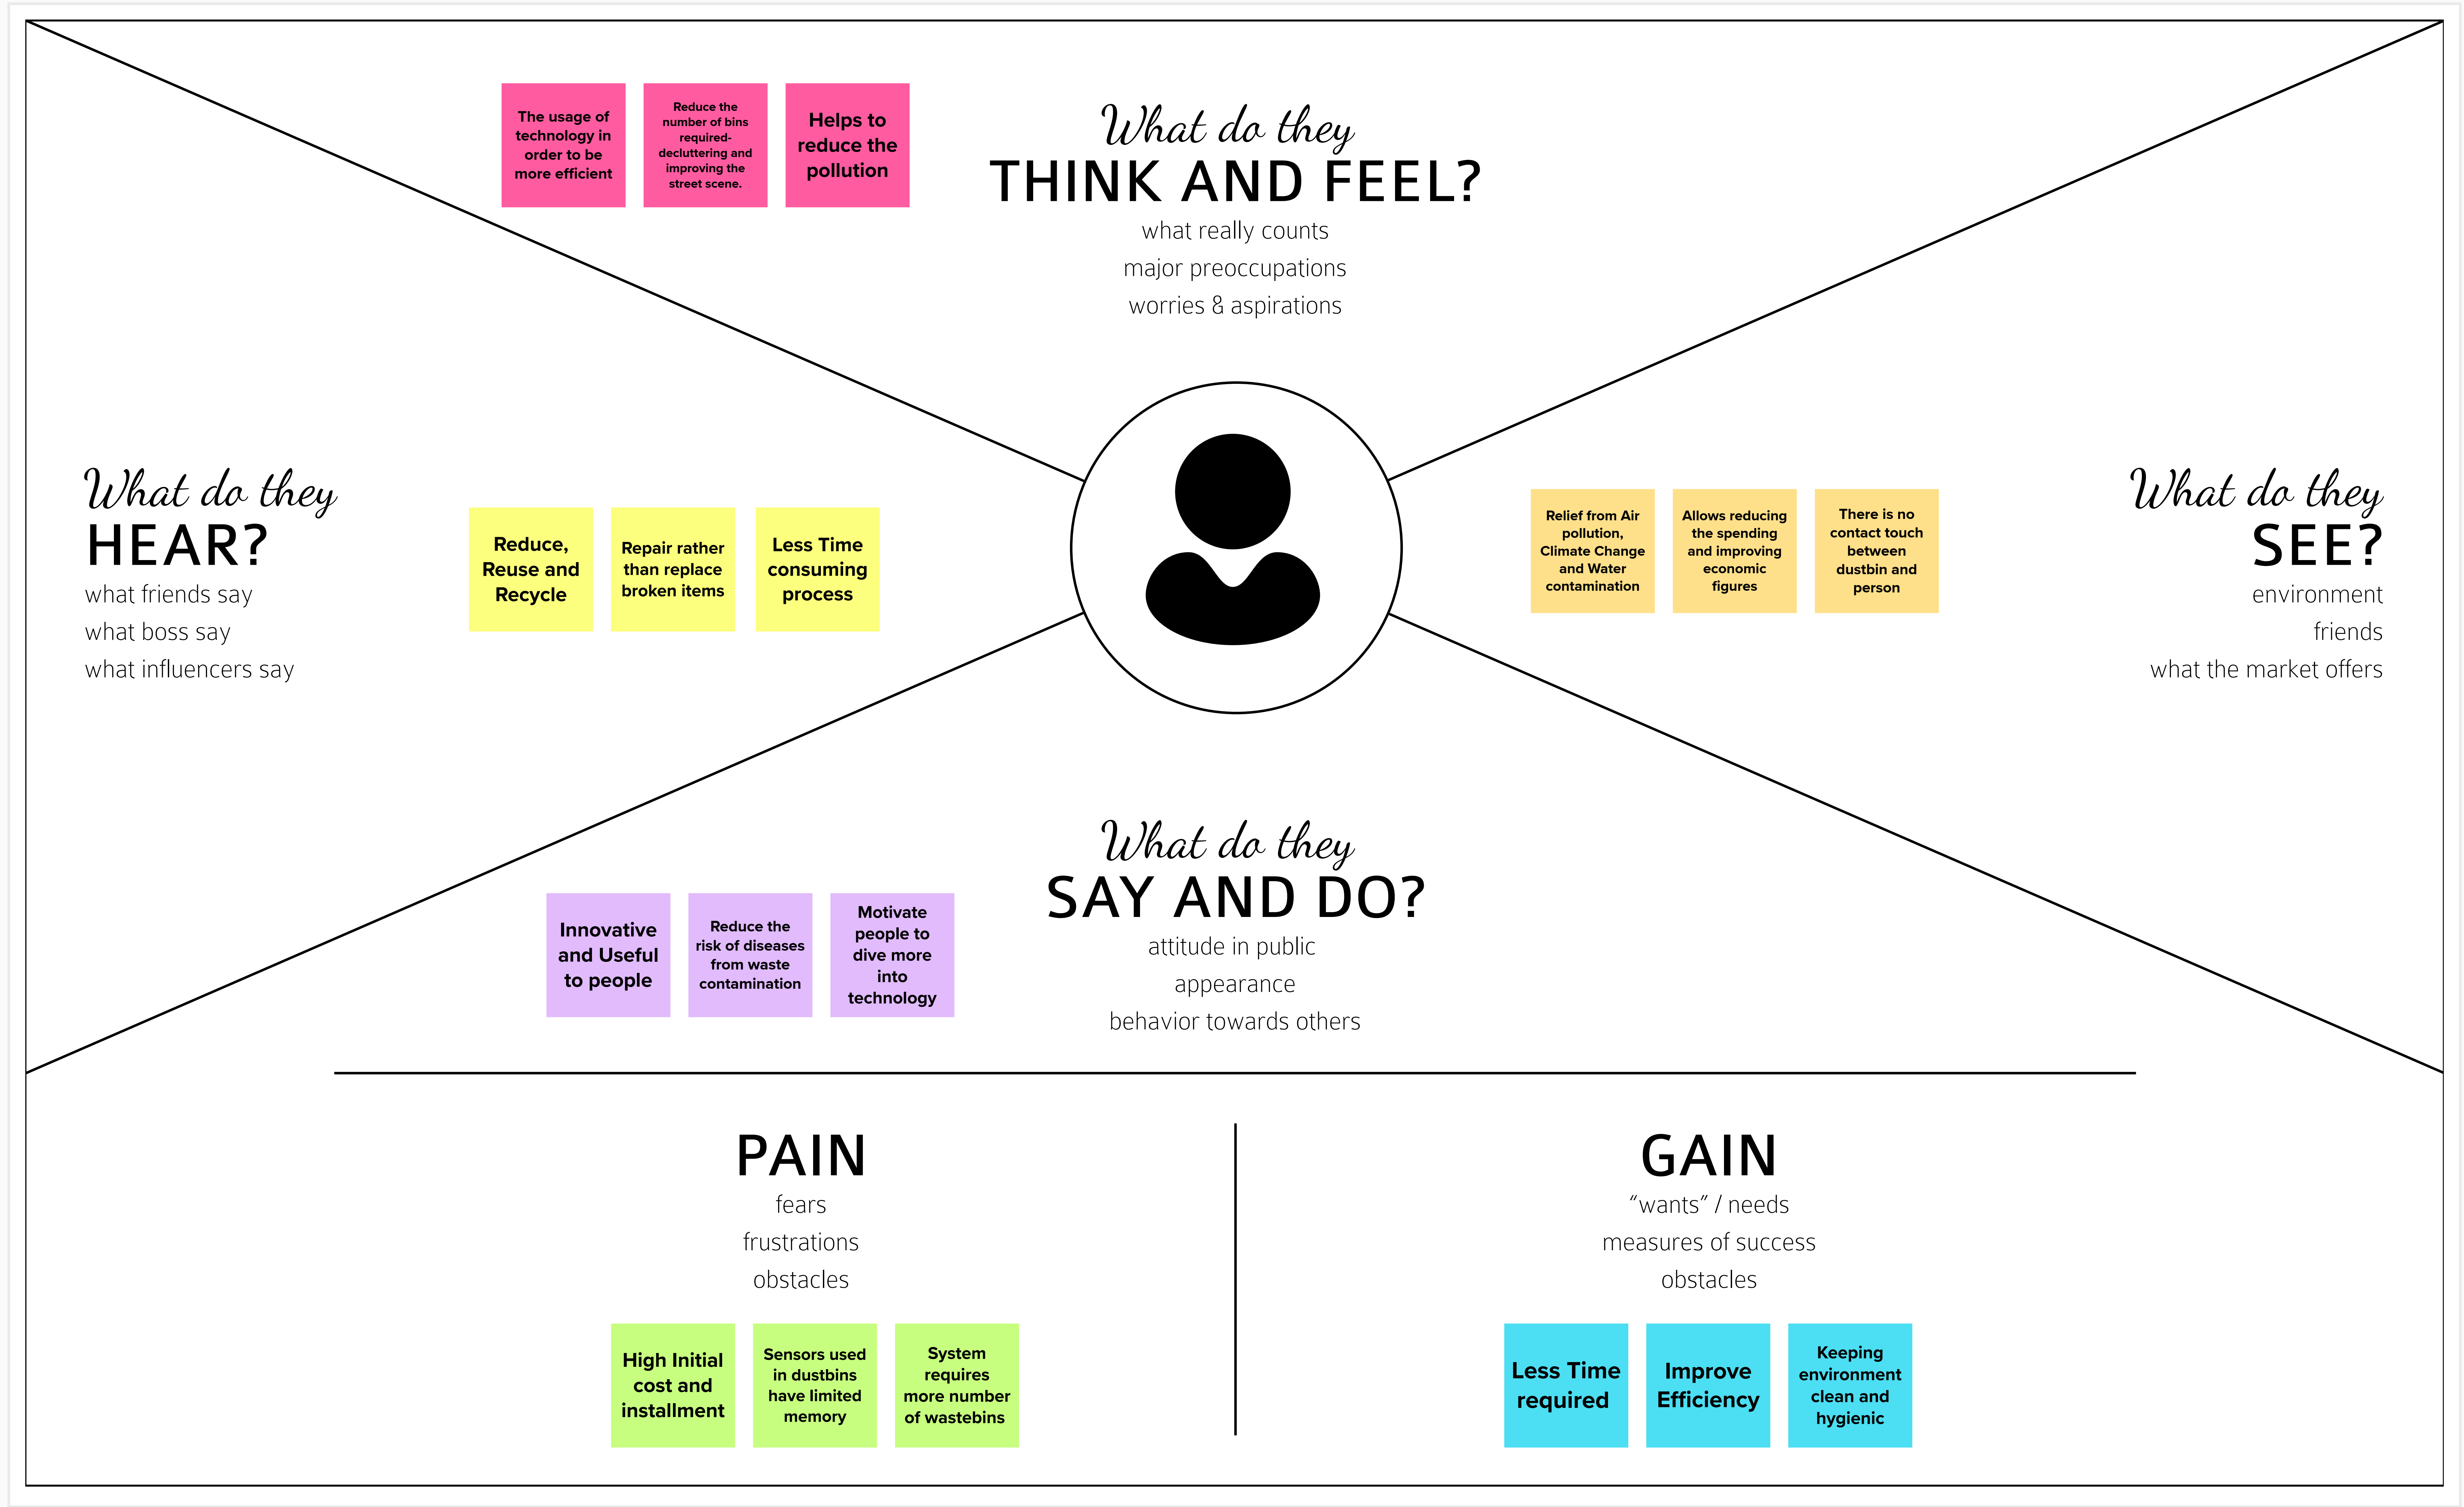 The usage of
technology in
order to be
more efficient
Reduce the
number of bins
required-
decluttering and
improving the
street scene.
Helps to
reduce the
pollution
What do they
THINK AND FEEL?
what really counts
major preoccupations
worries & aspirations
What do they
HEAR?
what friends say
what boss say
what influencers say
Reduce,
Reuse and
Recycle
Repair rather
than replace
broken items
Less Time
consuming
process
Relief from Air
pollution,
Climate Change
and Water
contamination
Allows reducing
the spending
and improving
economic
figures
There is no
contact touch
between
dustbin and
person
What do they
SEE?
environment
friends
what the market offers
What do they
SAY AND DO?
attitude in public
appearance
behavior towards others
Innovative
and Useful
to people
Reduce the
risk of diseases
from waste
contamination
Motivate
people to
dive more
into
technology
PAIN
fears
frustrations
obstacles
High Initial
cost and
installment
Sensors used
in dustbins
have limited
memory
System
requires
more number
of wastebins
GAIN
“wants” / needs
measures of success
obstacles
Less Time
required
Improve
Efficiency
Keeping
environment
clean and
hygienic